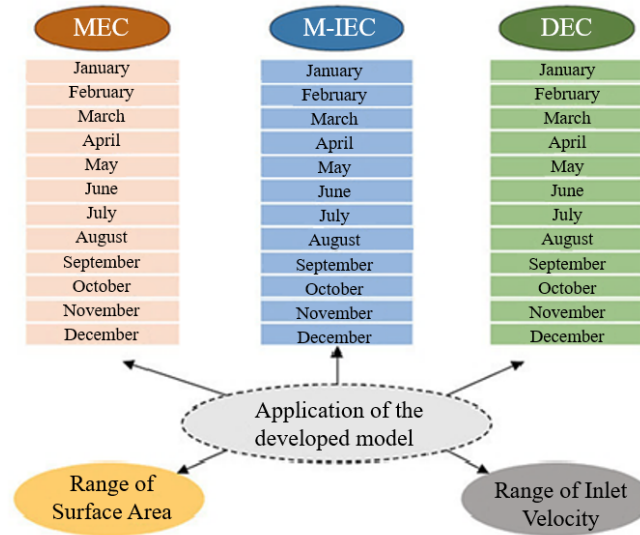 MEC
January
February
March
April
May
June
July
August
September
October
November
December
M-IEC
January
February
March
April
May
June
July
August
September
October
November
December
DEC
January
February
March
April
May
June
July
August
September
October
November
December
Application of the
developed model
Range of
Surface Area
Range of Inlet
Velocity